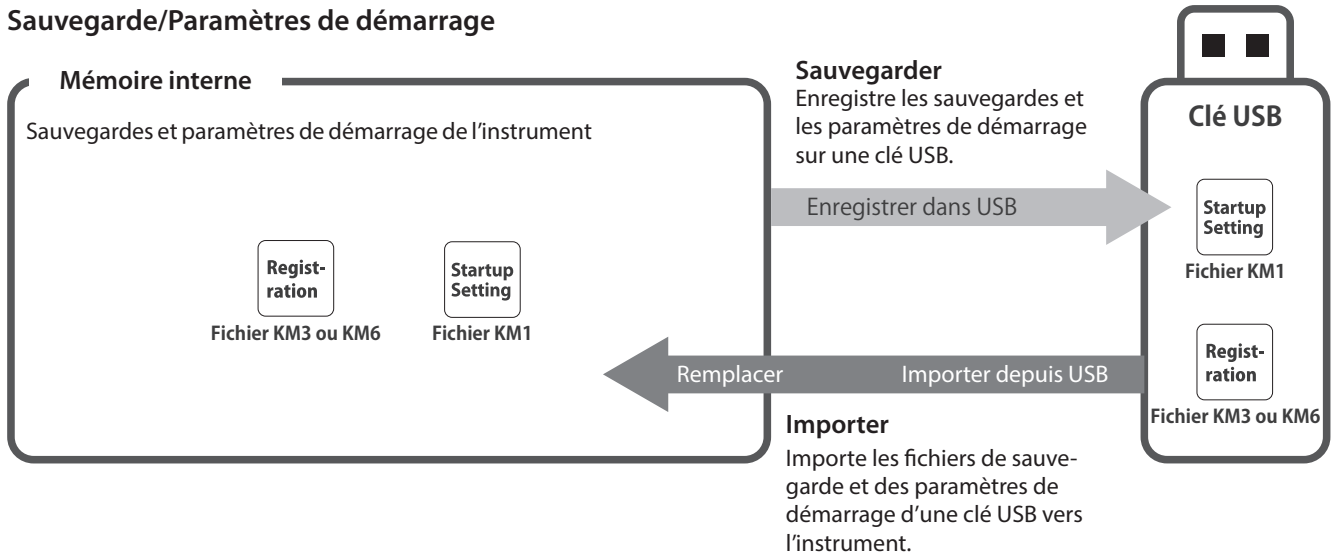 Sauvegarde/Paramètres de démarrage
Mémoire interne
Sauvegardes et paramètres de démarrage de l'instrument
Regist-
ration
Fichier KM3 ou KM6
Startup
Setting
Fichier KM1
Sauvegarder
Enregistre les sauvegardes et
les paramètres de démarrage
sur une clé USB.
Enregistrer dans USB
Remplacer
Importer depuis USB
Importer
Importe les fichiers de sauve-
garde et des paramètres de
démarrage d'une clé USB vers
l'instrument.
Clé USB
Startup
Setting
Fichier KM1
Regist-
ration
Fichier KM3 ou KM6